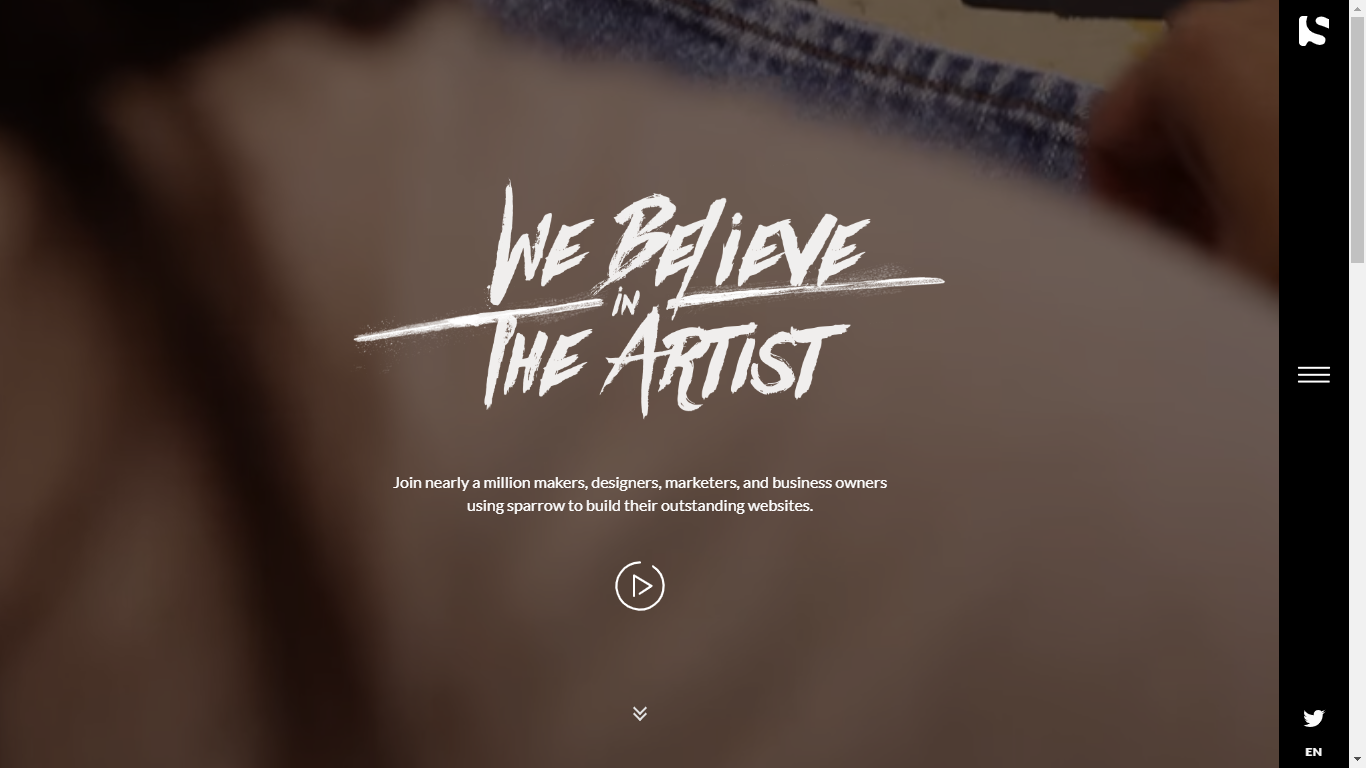 We Believe
in
The Artist
Join nearly a million makers, designers, marketers, and business owners
using sparrow to build their outstanding websites.
EN